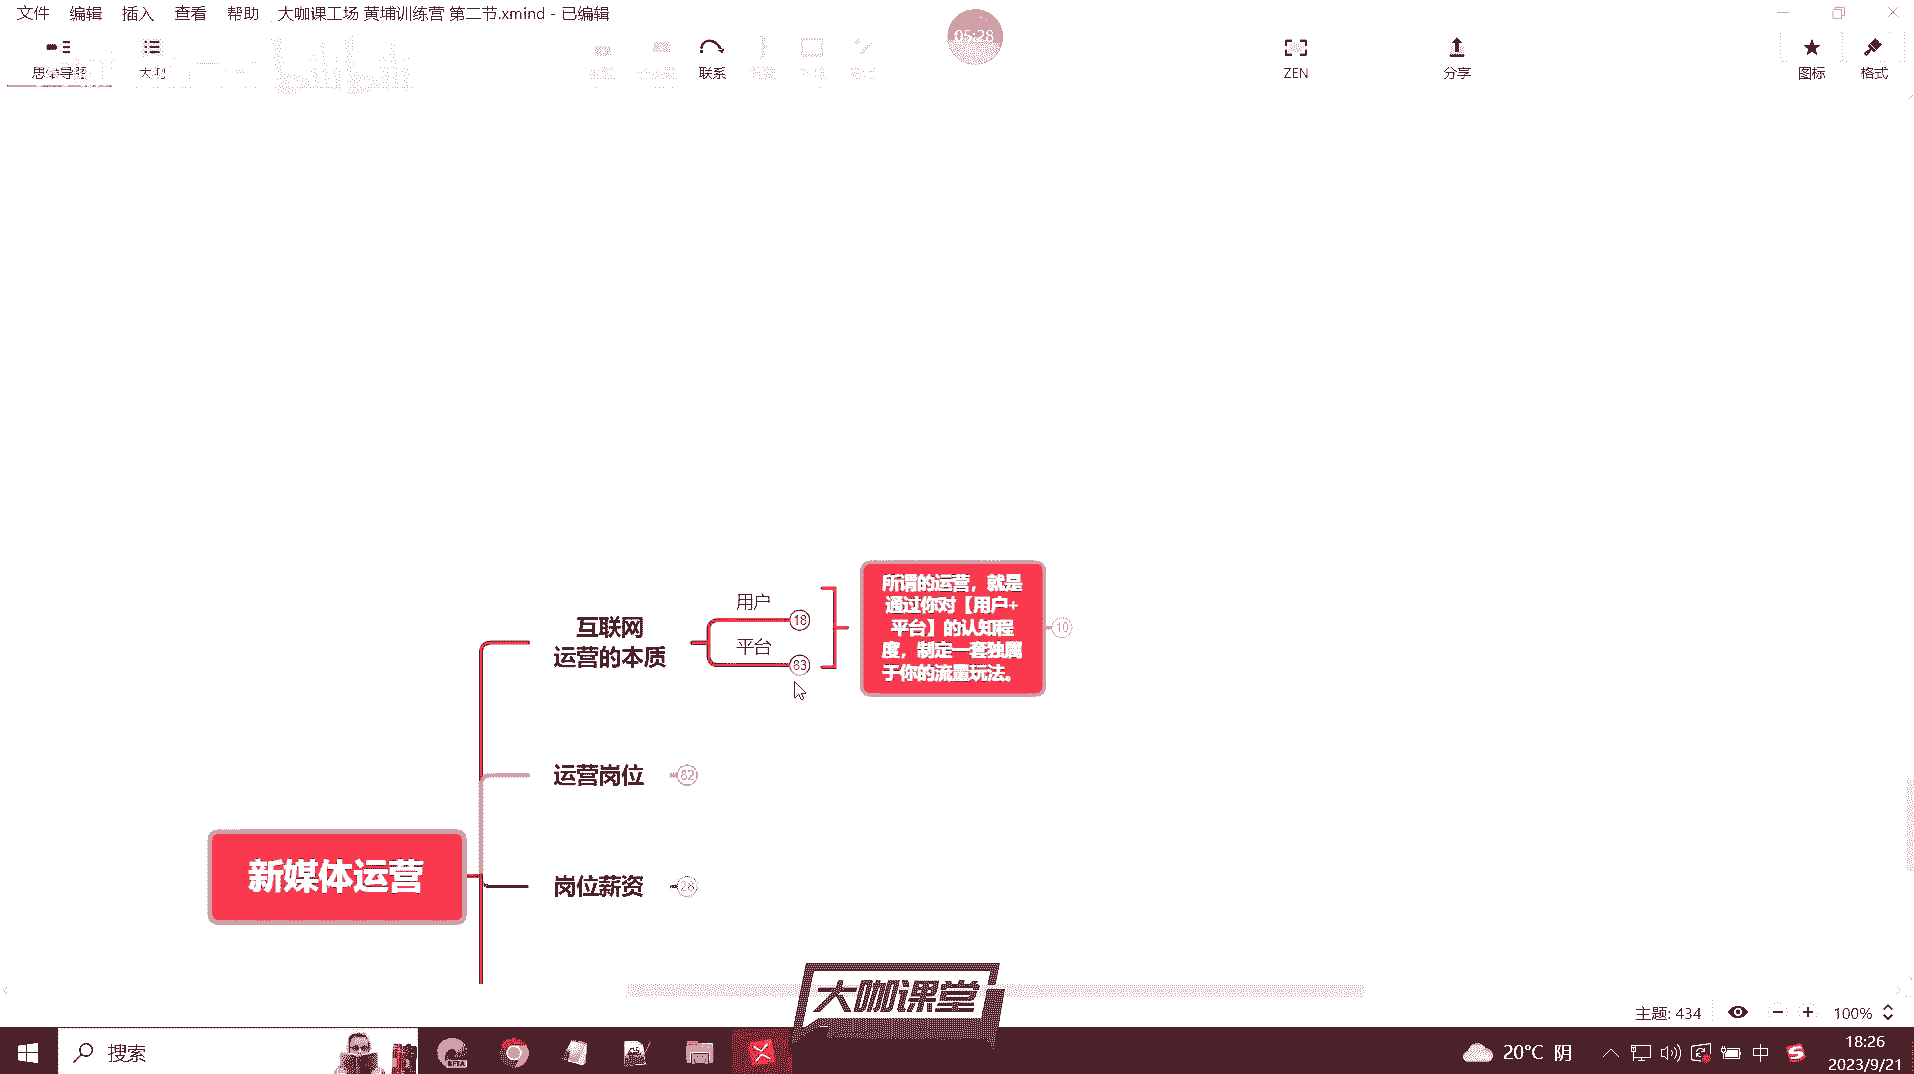 文件 编辑 插入 查看 帮助 大咖课工场 黄埔训练营 第二节.xmind - 已编辑
05:28
思维导图 大纲 联系 ZEN 分享 图标 格式
所谓的运营，就是
通过你对【用户+
平台】的认知程
度，制定一套独属
于你的流量玩法。
10
用户
18
平台
83
互联网
运营的本质
运营岗位
82
新媒体运营
岗位薪资
28
大咖课堂
主题: 434
100%
搜索
BETA
20°C 阴
中
18:26
2023/9/21